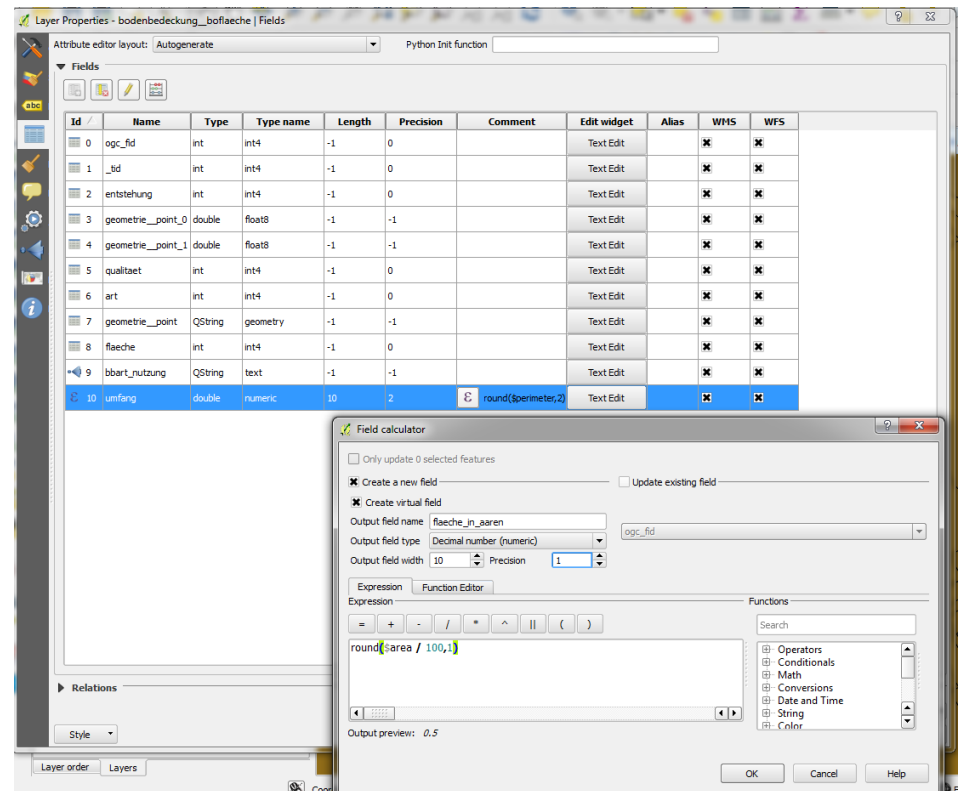 Layer Properties - bodenbedeckung__boflaeche | Fields
Attribute editor layout: Autogenerate Python Init function
Fields
abc
Id Name Type Type name Length Precision Comment Edit widget Alias WMS WFS
0 ogc_fid int int4 -1 0 Text Edit
1 _tid int int4 -1 0 Text Edit
2 entstehung int int4 -1 0 Text Edit
3 geometrie__point_0 double float8 -1 -1 Text Edit
4 geometrie__point_1 double float8 -1 -1 Text Edit
5 qualitaet int int4 -1 0 Text Edit
6 art int int4 -1 0 Text Edit
7 geometrie__point QString geometry -1 -1 Text Edit
8 flaeche int int4 -1 0 Text Edit
9 bbart_nutzung QString text -1 -1 Text Edit
ε 10 umfang double numeric 10 2 ε round($perimeter,2) Text Edit
Relations
Style
Layer order Layers
Field calculator
Only update 0 selected features
Create a new field Update existing field
Create virtual field
Output field name flaeche_in_aaren
ogc_fid
Output field type Decimal number (numeric)
Output field width 10 Precision 1
Expression Function Editor
Expression Functions
= + - / * ^ || ( )
Search
round($area / 100,1)
Operators
Conditionals
Math
Conversions
Date and Time
String
Color
Output preview: 0.5
OK Cancel Help